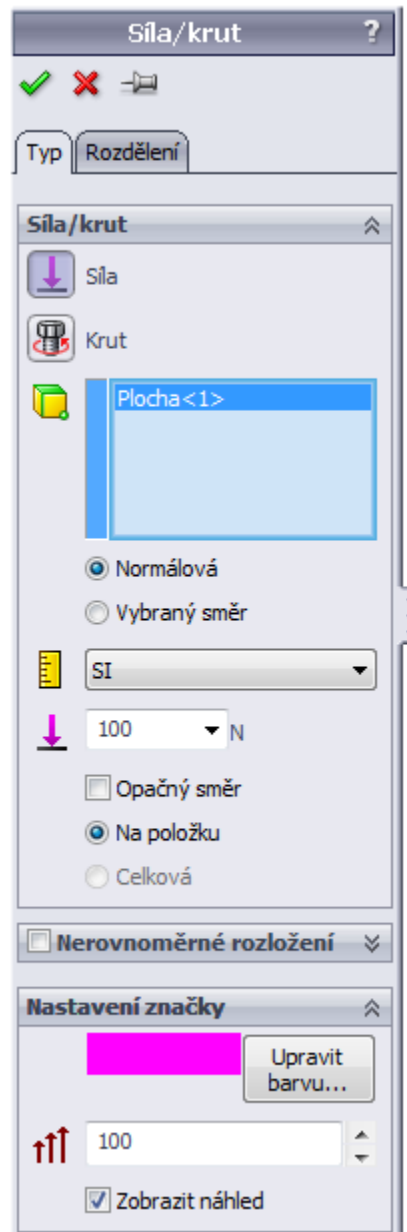 Síla/krut ?
Typ Rozdělení
Síla/krut
Síla
Krut
Plocha<1>
Normálová
Vybraný směr
SI
100 N
Opačný směr
Na položku
Celková
Nerovnoměrné rozložení
Nastavení značky
Upravit
barvu...
100
Zobrazit náhled